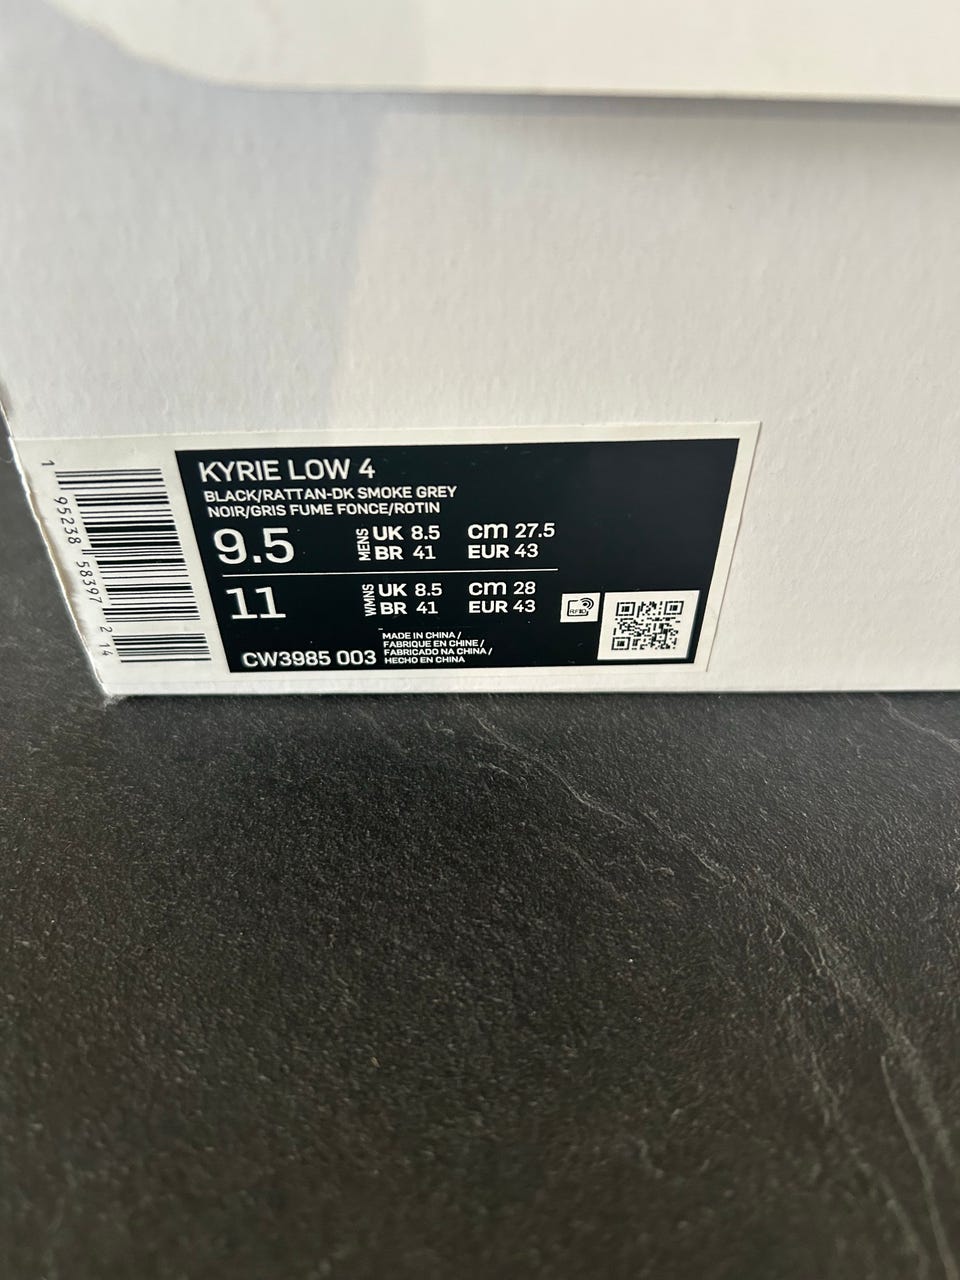 KYRIE LOW 4
BLACK/RATTAN-DK SMOKE GREY
NOIR/GRIS FUME FONCE/ROTIN
9.5 MENS UK 8.5 cm 27.5
BR 41 EUR 43
11 WMNS UK 8.5 cm 28
BR 41 EUR 43
RFID
CW3985 003
MADE IN CHINA /
FABRIQUE EN CHINE /
FABRICADO NA CHINA /
HECHO EN CHINA
1 95238 58397 2 14